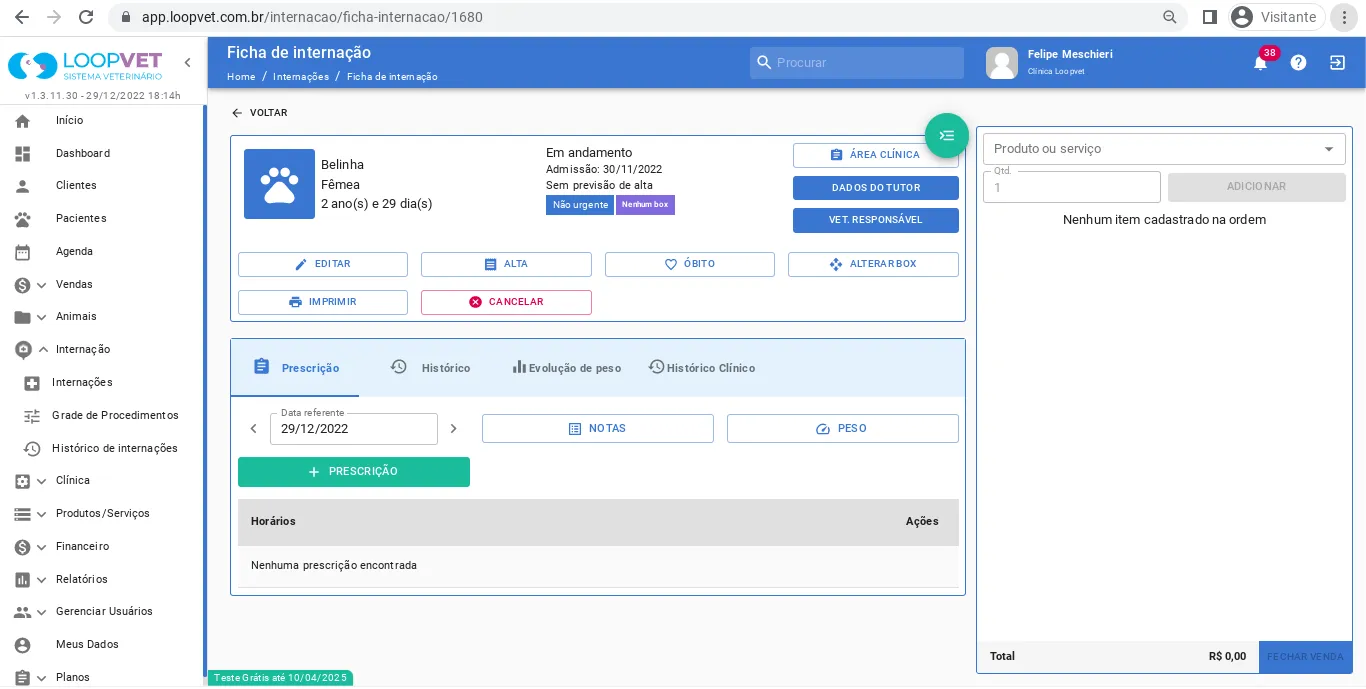 app.loopvet.com.br/internacao/ficha-internacao/1680
Visitante
LOOPVET
SISTEMA VETERINÁRIO
v1.3.11.30 - 29/12/2022 18:14h
Início
Dashboard
Clientes
Pacientes
Agenda
Vendas
Animais
Internação
Internações
Grade de Procedimentos
Histórico de internações
Clínica
Produtos/Serviços
Financeiro
Relatórios
Gerenciar Usuários
Meus Dados
Planos
Ficha de internação
Home / Internações / Ficha de internação
Procurar
Felipe Meschieri
Clínica Loopvet
38
VOLTAR
Belinha
Fêmea
2 ano(s) e 29 dia(s)
Em andamento
Admissão: 30/11/2022
Sem previsão de alta
Não urgente Nenhum box
ÁREA CLÍNICA
DADOS DO TUTOR
VET. RESPONSÁVEL
EDITAR ALTA ÓBITO ALTERAR BOX
IMPRIMIR CANCELAR
Prescrição Histórico Evolução de peso Histórico Clínico
Data referente
29/12/2022
NOTAS PESO
PRESCRIÇÃO
Horários Ações
Nenhuma prescrição encontrada
Teste Grátis até 10/04/2025
Produto ou serviço
Qtd.
1
ADICIONAR
Nenhum item cadastrado na ordem
Total R$ 0,00 FECHAR VENDA